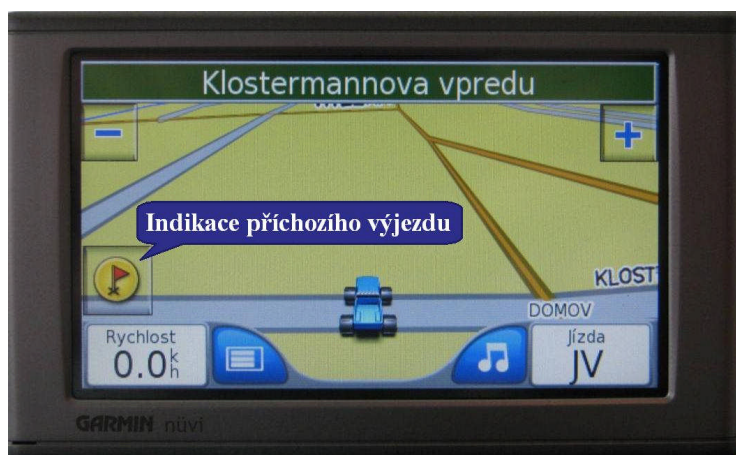 Klostermannova vpredu
Indikace příchozího výjezdu
KLOST
DOMOV
Rychlost
0.0 k h
Jízda
JV
GARMIN nüvi